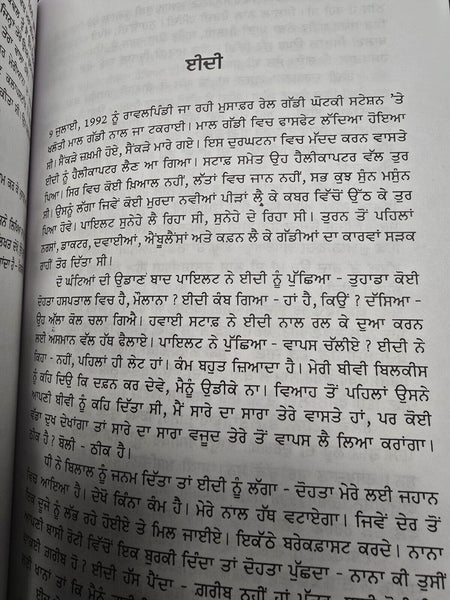 ਈਦੀ
9 ਜੁਲਾਈ, 1992 ਨੂੰ ਰਾਵਲਪਿੰਡੀ ਜਾ ਰਹੀ ਮੁਸਾਫ਼ਰ ਰੇਲ ਗੱਡੀ ਘੋਟਕੀ ਸਟੇਸ਼ਨ 'ਤੇ
ਖਲੋਤੀ ਮਾਲ ਗੱਡੀ ਨਾਲ ਜਾ ਟਕਰਾਈ। ਮਾਲ ਗੱਡੀ ਵਿਚ ਫਾਸਫੇਟ ਲੱਦਿਆ ਹੋਇਆ
ਸੀ। ਸੈਂਕੜੇ ਜ਼ਖ਼ਮੀ ਹੋਏ, ਸੈਂਕੜੇ ਮਾਰੇ ਗਏ। ਇਸ ਦੁਰਘਟਨਾ ਵਿਚ ਮੱਦਦ ਕਰਨ ਵਾਸਤੇ
ਈਦੀ ਨੂੰ ਹੈਲੀਕਾਪਟਰ ਲੈਣ ਆ ਗਿਆ। ਸਟਾਫ਼ ਸਮੇਤ ਉਹ ਹੈਲੀਕਾਪਟਰ ਵੱਲ ਤੁਰ
ਪਿਆ। ਸਿਰ ਵਿਚ ਕੋਈ ਖ਼ਿਆਲ ਨਹੀਂ, ਲੱਤਾਂ ਵਿਚ ਜਾਨ ਨਹੀਂ, ਸਭ ਕੁਝ ਸੁੰਨ ਮਸੁੰਨ
ਸੀ। ਉਸਨੂੰ ਲੱਗਾ ਜਿਵੇਂ ਕੋਈ ਮੁਰਦਾ ਨਵੀਆਂ ਪੀੜਾਂ ਲੈ ਕੇ ਕਬਰ ਵਿੱਚੋਂ ਉੱਠ ਕੇ ਤੁਰ
ਪਿਆ ਹੋਵੇ। ਪਾਇਲਟ ਸੁਨੇਹੇ ਲੈ ਰਿਹਾ ਸੀ, ਸੁਨੇਹੇ ਦੇ ਰਿਹਾ ਸੀ। ਤੁਰਨ ਤੋਂ ਪਹਿਲਾਂ
ਨਰਸਾਂ, ਡਾਕਟਰ, ਦਵਾਈਆਂ, ਐਂਬੂਲੈਂਸਾਂ ਅਤੇ ਕਫ਼ਨ ਲੈ ਕੇ ਗੱਡੀਆਂ ਦਾ ਕਾਰਵਾਂ ਸੜਕ
ਰਾਹੀਂ ਤੋਰ ਦਿੱਤਾ ਸੀ।
ਦੋ ਘੰਟਿਆਂ ਦੀ ਉਡਾਣ ਬਾਦ ਪਾਇਲਟ ਨੇ ਈਦੀ ਨੂੰ ਪੁੱਛਿਆ - ਤੁਹਾਡਾ ਕੋਈ
ਦੋਹਤਾ ਹਸਪਤਾਲ ਵਿਚ ਹੈ, ਮੌਲਾਨਾ ? ਈਦੀ ਕੰਬ ਗਿਆ - ਹਾਂ ਹੈ, ਕਿਉਂ ? ਦੱਸਿਆ -
ਉਹ ਅੱਲਾ ਕੋਲ ਚਲਾ ਗਿਐ। ਹਵਾਈ ਸਟਾਫ਼ ਨੇ ਈਦੀ ਨਾਲ ਰਲ ਕੇ ਦੁਆ ਕਰਨ
ਲਈ ਅਸਮਾਨ ਵੱਲ ਹੱਥ ਫੈਲਾਏ। ਪਾਇਲਟ ਨੇ ਪੁੱਛਿਆ - ਵਾਪਸ ਚੱਲੀਏ ? ਈਦੀ ਨੇ
ਕਿਹਾ - ਨਹੀਂ, ਪਹਿਲਾਂ ਹੀ ਲੇਟ ਹਾਂ। ਕੰਮ ਬਹੁਤ ਜ਼ਿਆਦਾ ਹੈ। ਮੇਰੀ ਬੀਵੀ ਬਿਲਕੀਸ
ਨੂੰ ਕਹਿ ਦਿਉ ਕਿ ਦਫ਼ਨ ਕਰ ਦੇਵੇ, ਮੈਨੂੰ ਉਡੀਕੇ ਨਾ। ਵਿਆਹ ਤੋਂ ਪਹਿਲਾਂ ਉਸਨੇ
ਆਪਣੀ ਬੀਵੀ ਨੂੰ ਕਹਿ ਦਿੱਤਾ ਸੀ, ਮੈਂ ਸਾਰੇ ਦਾ ਸਾਰਾ ਤੇਰੇ ਵਾਸਤੇ ਹਾਂ, ਪਰ ਕੋਈ
ਵੱਡਾ ਦੁਖ ਦੇਖਾਂਗਾ ਤਾਂ ਸਾਰੇ ਦਾ ਸਾਰਾ ਵਜੂਦ ਤੇਰੇ ਤੋਂ ਵਾਪਸ ਲੈ ਲਿਆ ਕਰਾਂਗਾ।
ਠੀਕ ਹੈ ? ਬੋਲੀ - ਠੀਕ ਹੈ।
ਧੀ ਨੇ ਬਿਲਾਲ ਨੂੰ ਜਨਮ ਦਿੱਤਾ ਤਾਂ ਈਦੀ ਨੂੰ ਲੱਗਾ - ਦੋਹਤਾ ਮੇਰੇ ਲਈ ਜਹਾਨ
ਵਿਚ ਆਇਆ ਹੈ। ਦੇਖੋ ਕਿੰਨਾ ਕੰਮ ਹੈ। ਮੇਰੇ ਨਾਲ ਹੱਥ ਵਟਾਏਗਾ। ਜਿਵੇਂ ਦੇਰ ਤੋਂ
ਇਕ ਦੂਜੇ ਨੂੰ ਲੱਭ ਰਹੇ ਹੋਈਏ ਤੇ ਮਿਲ ਜਾਈਏ। ਇਕੱਠੇ ਬਰੇਕਫ਼ਾਸਟ ਕਰਦੇ। ਨਾਨਾ
ਆਪਣੀ ਬਾਸੀ ਰੋਟੀ ਵਿੱਚੋਂ ਇਕ ਬੁਰਕੀ ਦਿੰਦਾ ਤਾਂ ਦੋਹਤਾ ਪੁੱਛਦਾ - ਨਾਨਾ ਕੀ ਤੁਸੀਂ
ਗਰੀਬ ਹੋ ? ਈਦੀ ਹੱਸ ਪੈਂਦਾ - ਗ਼ਰੀਬ ਨਹੀਂ ਹਾਂ
ਖਾਨਾਂ ਤਾਂ ਕਿ ਮੈਨੂੰ